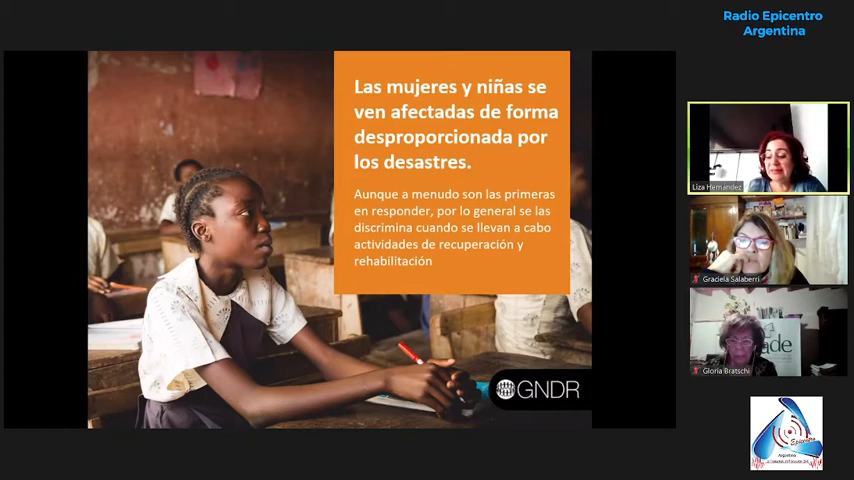 Radio Epicentro
Argentina
Las mujeres y niñas se
ven afectadas de forma
desproporcionada por
los desastres.
Aunque a menudo son las primeras
en responder, por lo general se las
discrimina cuando se llevan a cabo
actividades de recuperación y
rehabilitación
GNDR
Liza Hernández
Graciela Salaberri
ade
Gloria Bratschi
Epicentro
Argentina